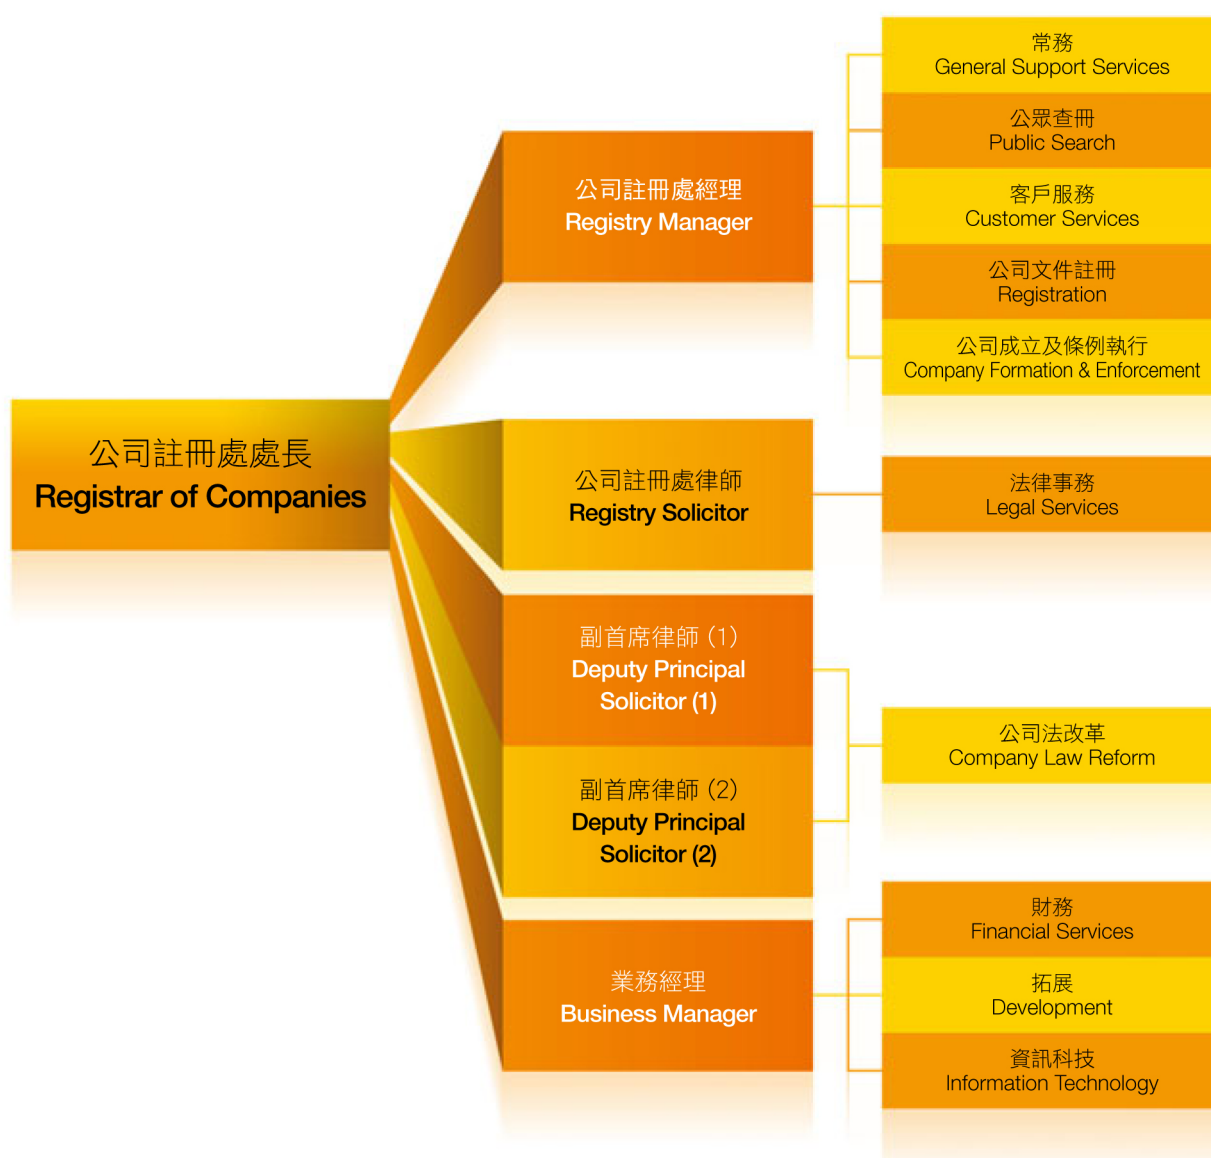 公司註冊處處長
Registrar of Companies
公司註冊處經理
Registry Manager
常務
General Support Services
公眾查冊
Public Search
客戶服務
Customer Services
公司文件註冊
Registration
公司成立及條例執行
Company Formation & Enforcement
公司註冊處律師
Registry Solicitor
法律事務
Legal Services
副首席律師 (1)
Deputy Principal
Solicitor (1)
副首席律師 (2)
Deputy Principal
Solicitor (2)
公司法改革
Company Law Reform
業務經理
Business Manager
財務
Financial Services
拓展
Development
資訊科技
Information Technology